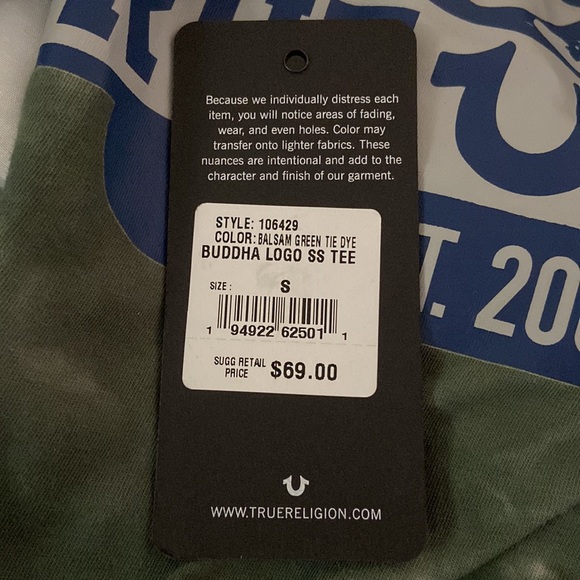 Because we individually distress each
item, you will notice areas of fading,
wear, and even holes. Color may
transfer onto lighter fabrics. These
nuances are intentional and add to the
character and finish of our garment.
STYLE: 106429
COLOR: BALSAM GREEN TIE DYE
BUDDHA LOGO SS TEE
SIZE: S
1 94922 62501 1
SUGG RETAIL
PRICE $69.00
WWW.TRUERELIGION.COM